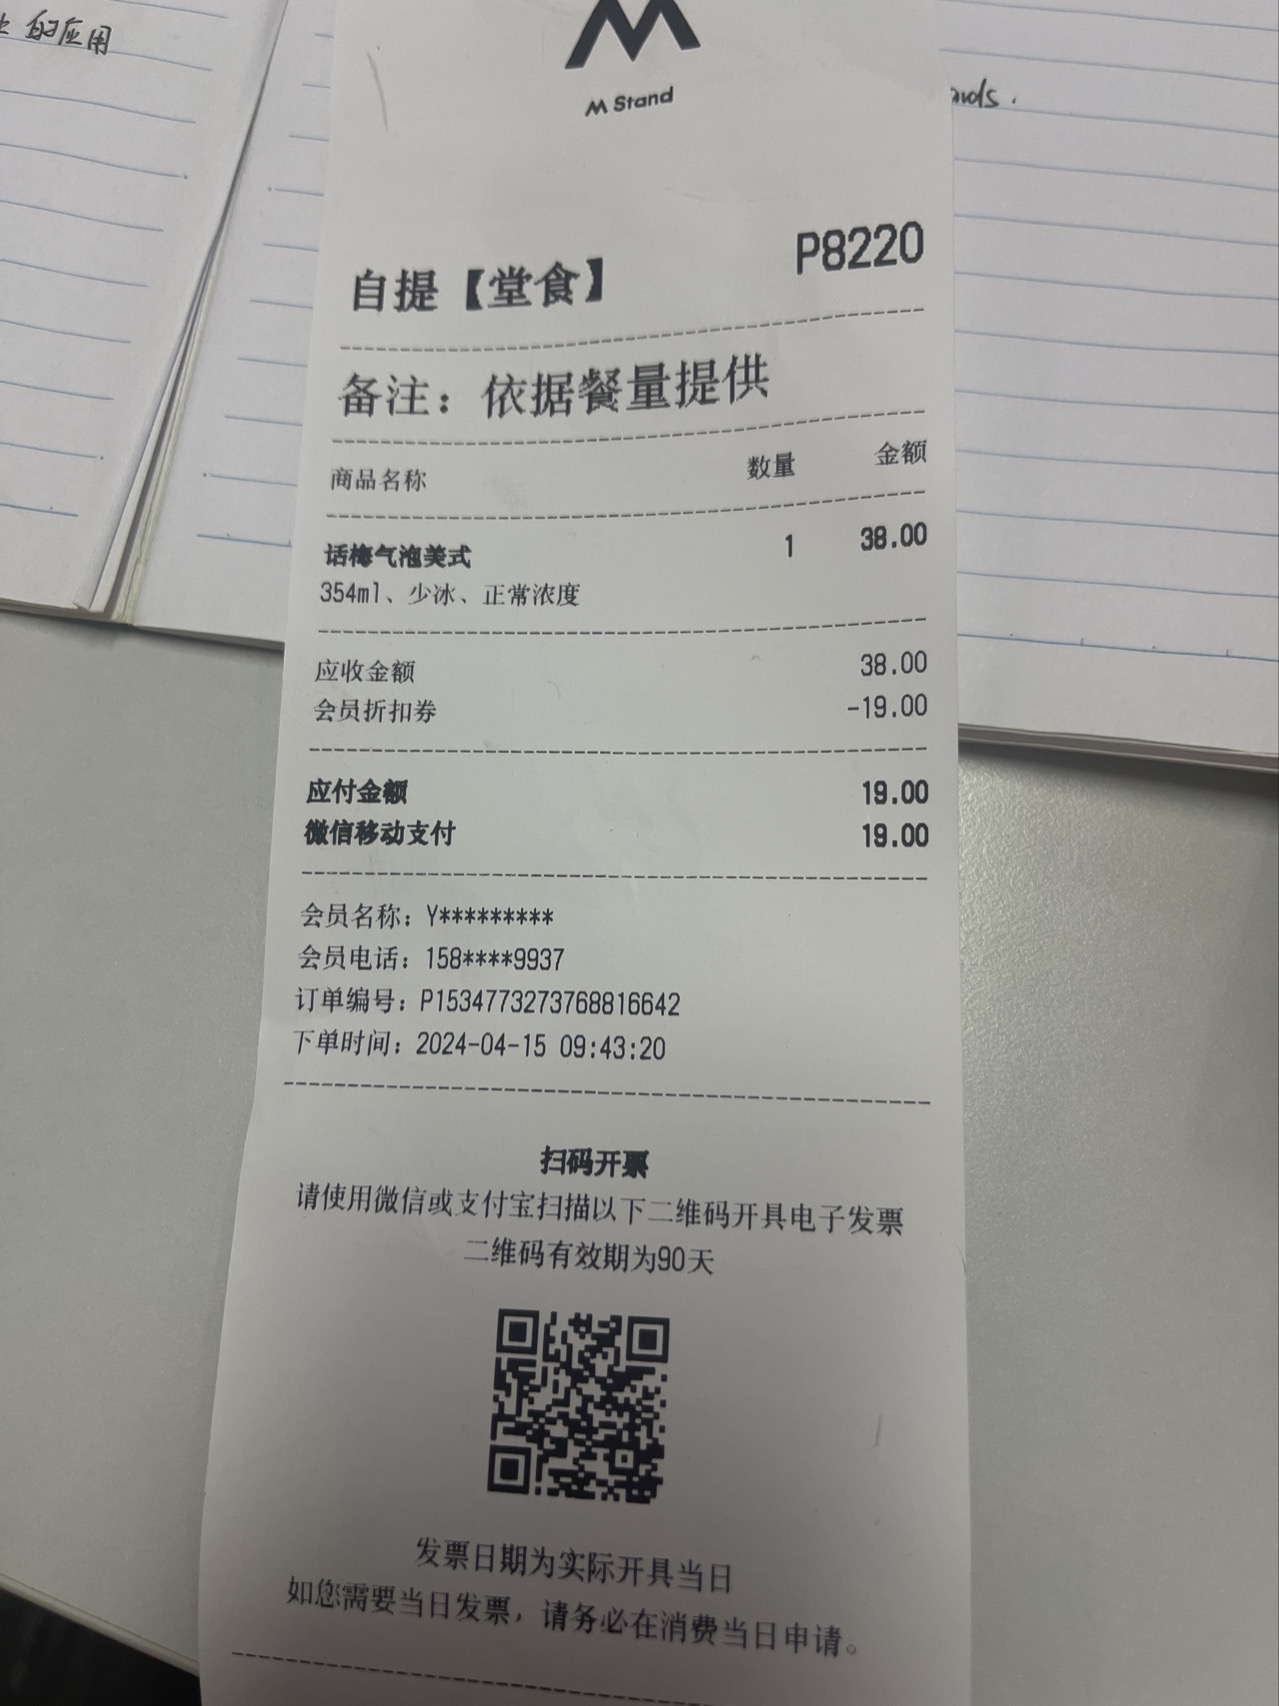 的应用
ands.
M Stand
P8220
自提【堂食】
备注：依据餐量提供
商品名称 数量 金额
话梅气泡美式 1 38.00
354ml、少冰、正常浓度
应收金额 38.00
会员折扣券 -19.00
应付金额 19.00
微信移动支付 19.00
会员名称：Y*********
会员电话：158****9937
订单编号：P1534773273768816642
下单时间：2024-04-15 09:43:20
扫码开票
请使用微信或支付宝扫描以下二维码开具电子发票
二维码有效期为90天
发票日期为实际开具当日
如您需要当日发票，请务必在消费当日申请。